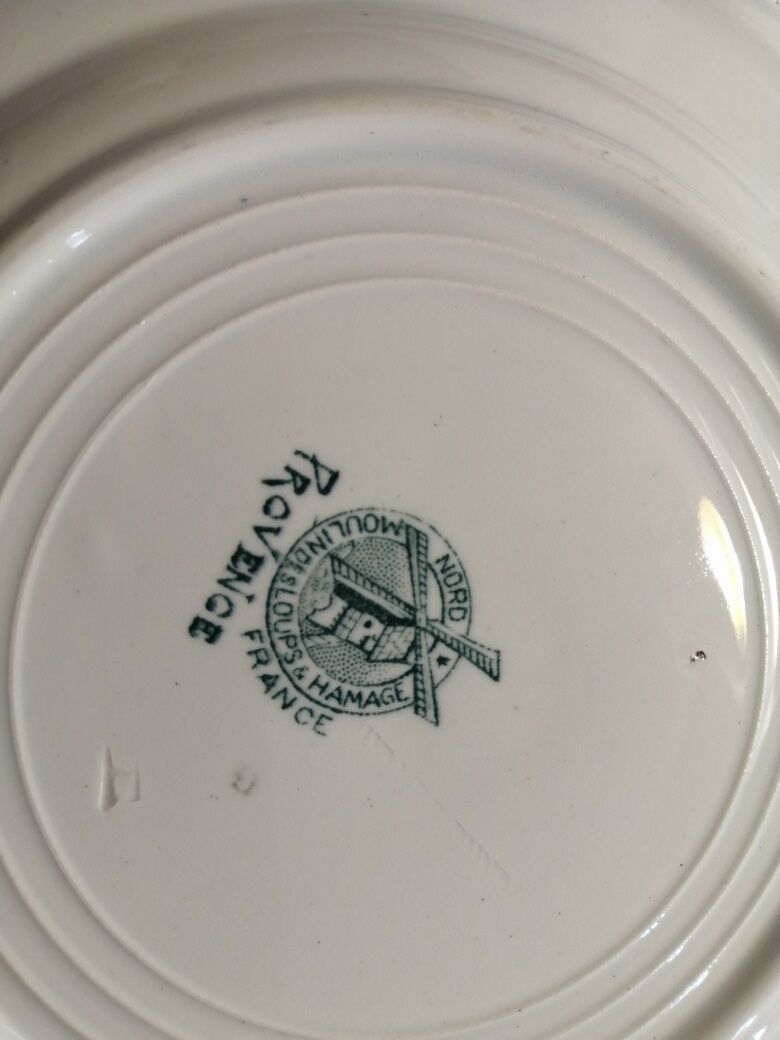 PROVENCE
MOULIN DES LOUPS & HAMAGE
NORD
FRANCE